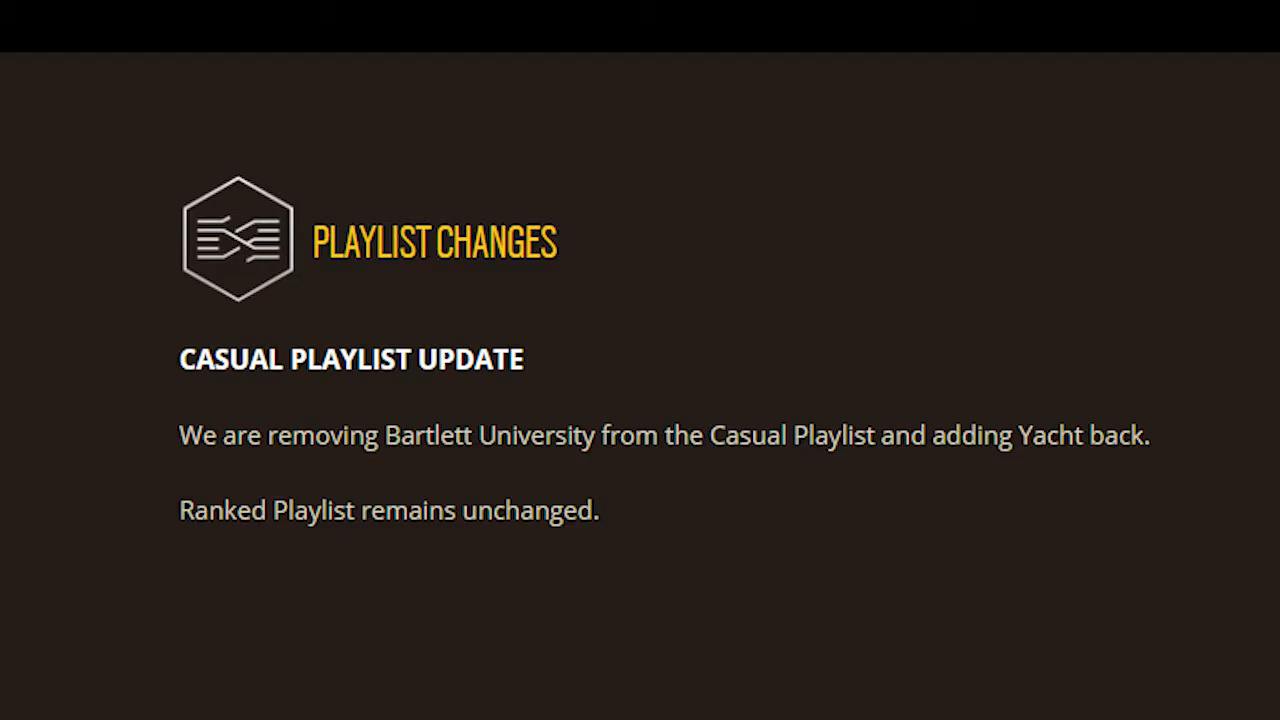 PLAYLIST CHANGES
CASUAL PLAYLIST UPDATE
We are removing Bartlett University from the Casual Playlist and adding Yacht back.
Ranked Playlist remains unchanged.